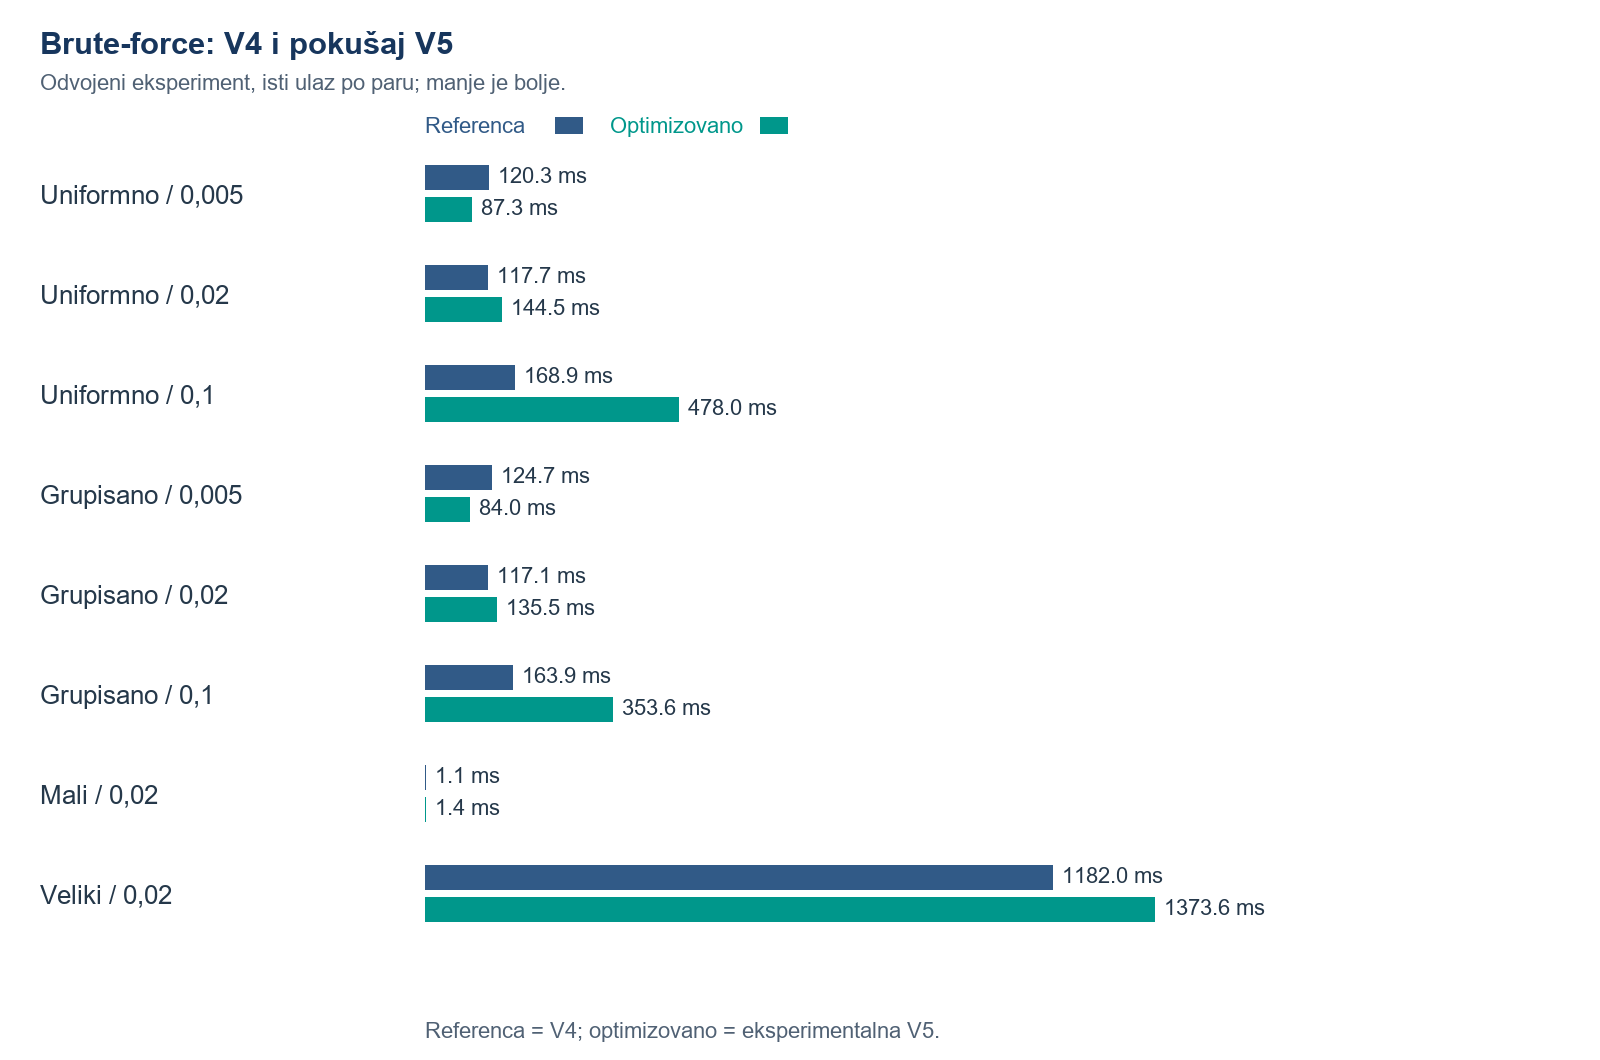 Brute-force: V4 i pokušaj V5
Odvojeni eksperiment, isti ulaz po paru; manje je bolje.
Referenca Optimizovano
Uniformno / 0,005
120.3 ms
87.3 ms
Uniformno / 0,02
117.7 ms
144.5 ms
Uniformno / 0,1
168.9 ms
478.0 ms
Grupisano / 0,005
124.7 ms
84.0 ms
Grupisano / 0,02
117.1 ms
135.5 ms
Grupisano / 0,1
163.9 ms
353.6 ms
Mali / 0,02
1.1 ms
1.4 ms
Veliki / 0,02
1182.0 ms
1373.6 ms
Referenca = V4; optimizovano = eksperimentalna V5.